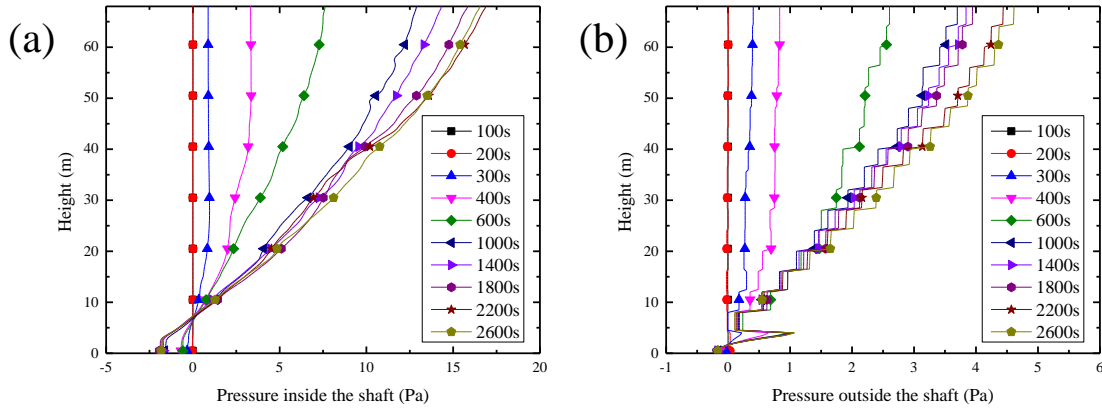 (a)
60
50
40
30
20
10
0
Height (m)
0
5
10
15
20
Pressure inside the shaft (Pa)
100s
200s
300s
400s
600s
1000s
1400s
1800s
2200s
2600s
(b)
60
50
40
30
20
10
0
Height (m)
-1
0
1
2
3
4
5
6
Pressure outside the shaft (Pa)
100s
200s
300s
400s
600s
1000s
1400s
1800s
2200s
2600s